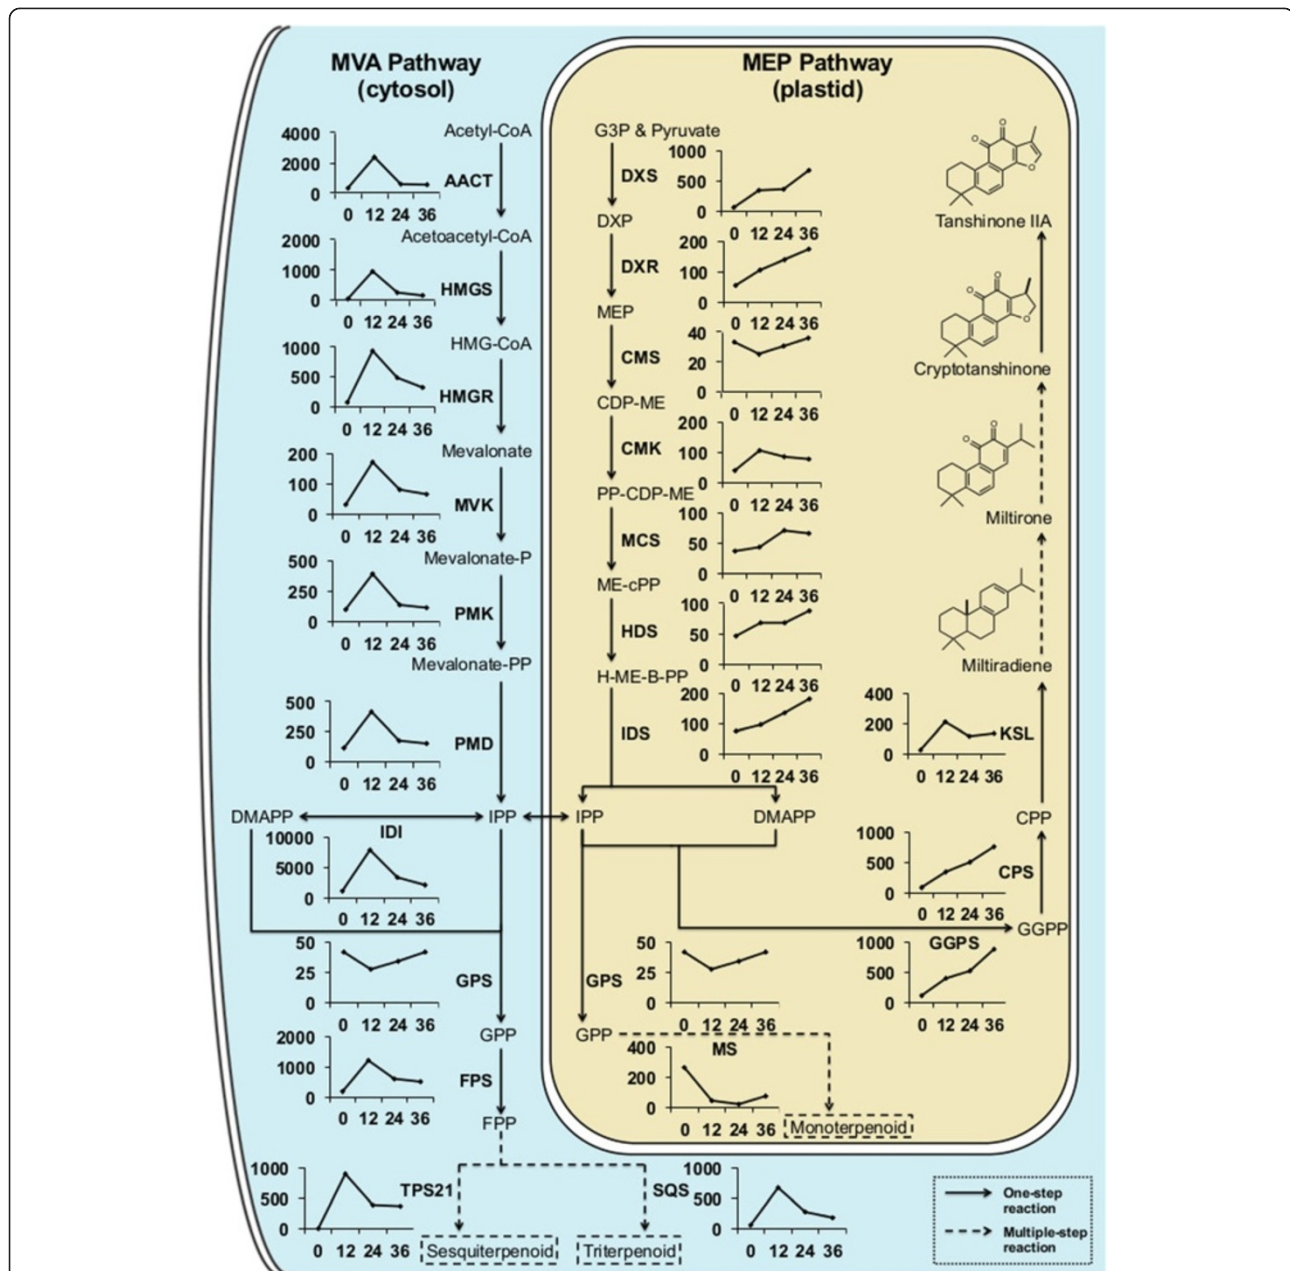 MVA Pathway
(cytosol)
Acetyl-CoA
4000
2000
0
AACT
0 12 24 36
Acetoacetyl-CoA
2000
1000
0
HMGS
0 12 24 36
HMG-CoA
1000
500
0
HMGR
0 12 24 36
Mevalonate
200
100
0
MVK
0 12 24 36
Mevalonate-P
500
250
0
PMK
0 12 24 36
Mevalonate-PP
500
250
0
PMD
0 12 24 36
DMAPP
IPP
IDI
10000
5000
0
0 12 24 36
50
25
0
GPS
0 12 24 36
GPP
2000
1000
0
FPS
0 12 24 36
FPP
1000
500
0
TPS21
0 12 24 36
Sesquiterpenoid
SQS
1000
500
0
0 12 24 36
Triterpenoid
MEP Pathway
(plastid)
G3P & Pyruvate
DXS
1000
500
0
0 12 24 36
DXP
DXR
200
100
0
0 12 24 36
MEP
CMS
40
20
0
0 12 24 36
CDP-ME
CMK
200
100
0
0 12 24 36
PP-CDP-ME
MCS
100
50
0
0 12 24 36
ME-cPP
HDS
100
50
0
0 12 24 36
H-ME-B-PP
IDS
200
100
0
0 12 24 36
IPP
DMAPP
GPS
50
25
0
0 12 24 36
GPP
MS
400
200
0
0 12 24 36
Monoterpenoid
Tanshinone IIA
Cryptotanshinone
Miltirone
Miltiradiene
400
200
0
KSL
0 12 24 36
CPP
1000
500
0
CPS
0 12 24 36
GGPP
GGPS
1000
500
0
0 12 24 36
One-step
reaction
Multiple-step
reaction